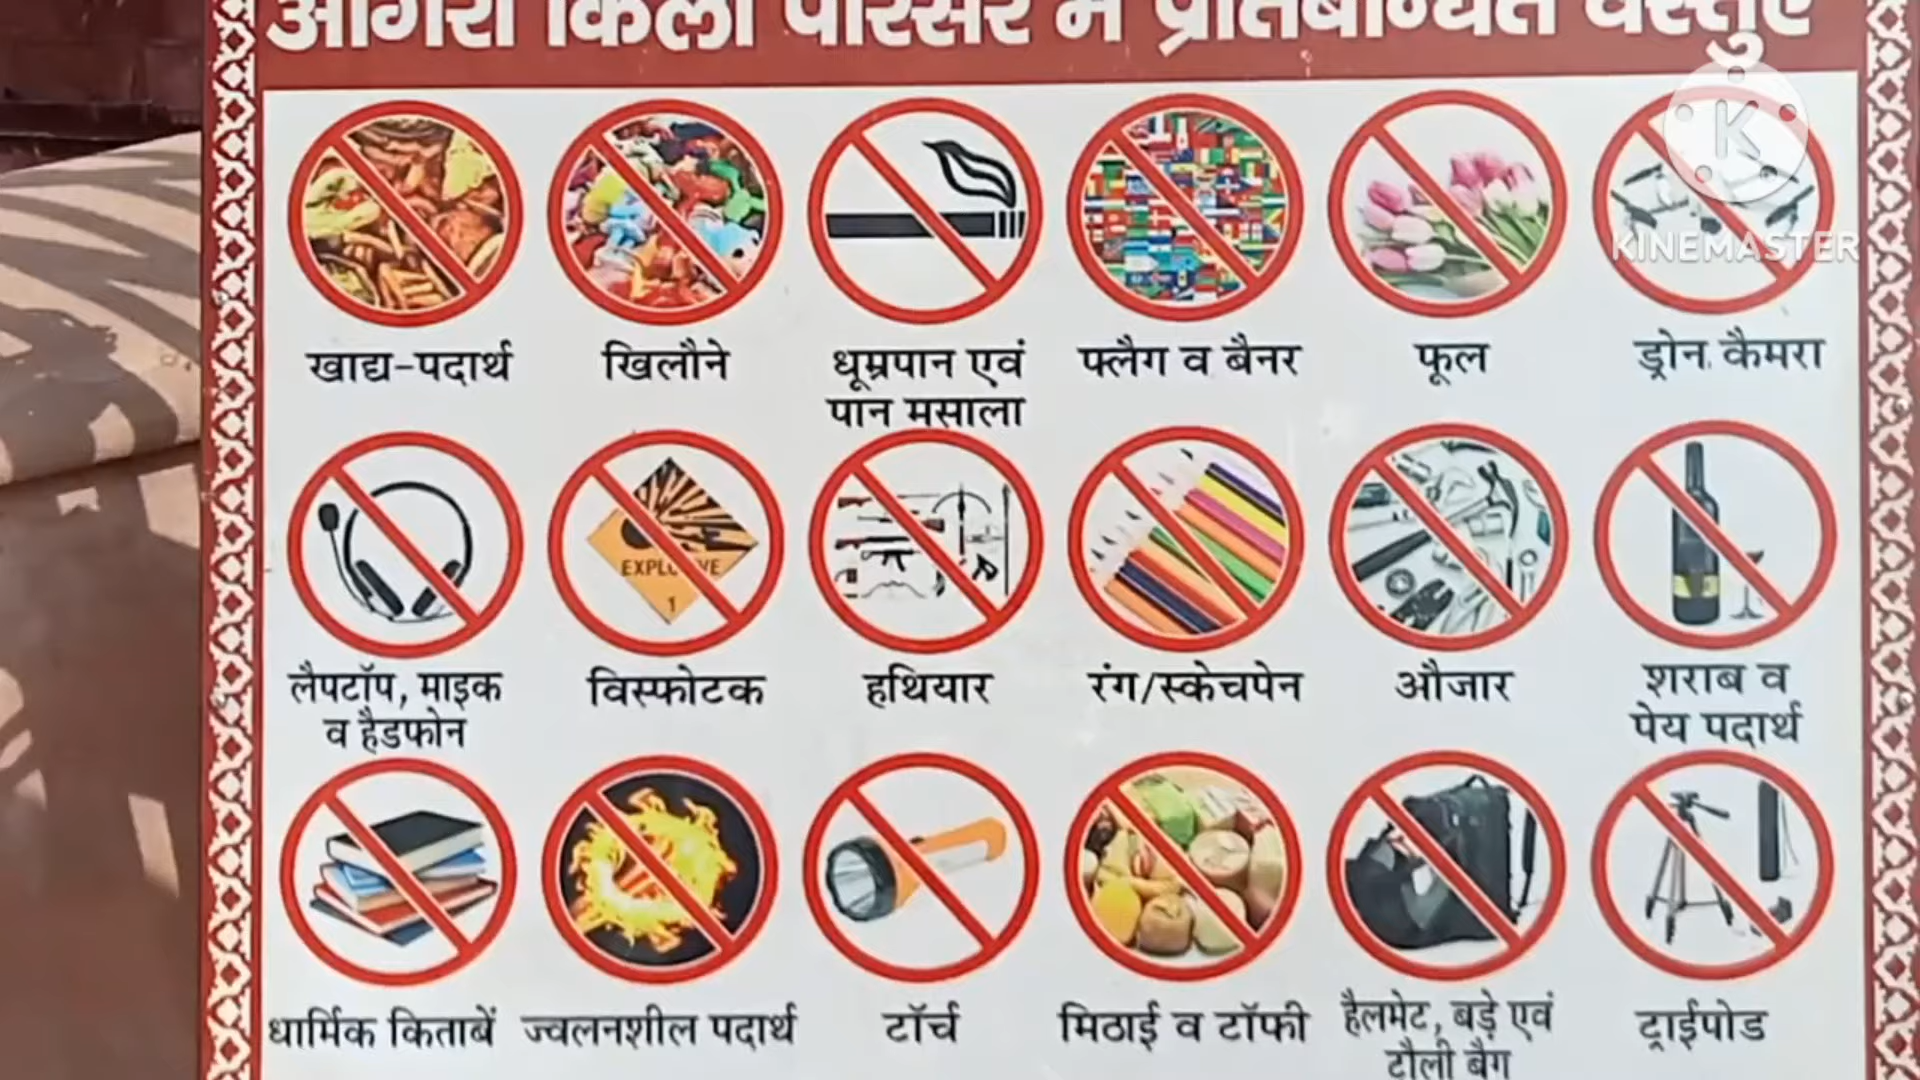 आगरा किला परिसर में प्रतिबन्धित वस्तुएं
K
KINEMASTER
खाद्य-पदार्थ
खिलौने
धूम्रपान एवं
पान मसाला
फ्लैग व बैनर
फूल
ड्रोन कैमरा
लैपटॉप, माइक
व हैडफोन
EXPLOSIVE
1
विस्फोटक
हथियार
रंग/स्केचपेन
औजार
शराब व
पेय पदार्थ
धार्मिक किताबें
ज्वलनशील पदार्थ
टॉर्च
मिठाई व टॉफी
हैलमेट, बड़े एवं
टौली बैग
ट्राईपोड